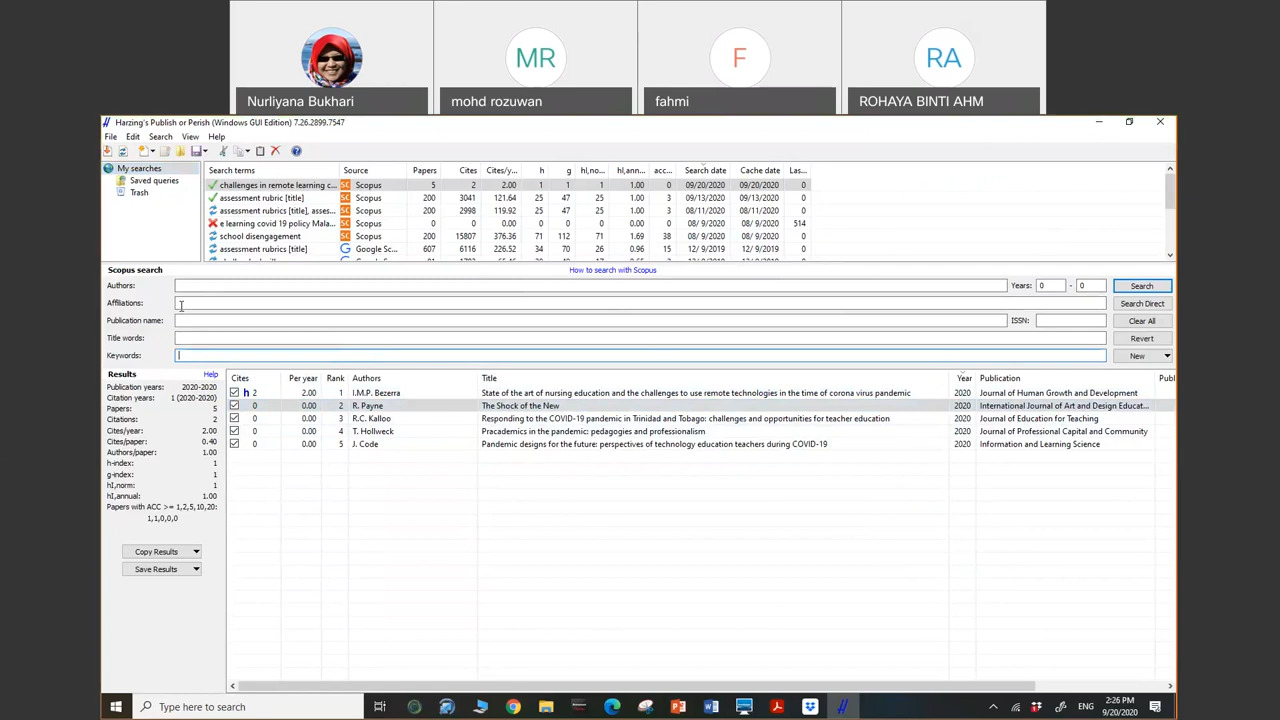 MR
F
RA
Nurliyana Bukhari
mohd rozuwan
fahmi
ROHAYA BINTI AHM
Harzing's Publish or Perish (Windows GUI Edition) 7.26.2899.7547
File Edit Search View Help
My searches
Saved queries
Trash
Search terms Source Papers Cites Cites/y... h g hI,no... hI,ann... acc... Search date Cache date Las...
challenges in remote learning c... Scopus 5 2 2.00 1 1 1 1.00 0 09/20/2020 09/20/2020 0
assessment rubric [title] Scopus 200 3041 121.64 25 47 25 1.00 3 09/13/2020 09/13/2020 0
assessment rubrics [title], asses... Scopus 200 2998 119.92 25 47 25 1.00 3 08/11/2020 08/11/2020 0
e learning covid 19 policy Mala... Scopus 0 0 0.00 0 0 0 0.00 0 08/ 9/2020 08/ 9/2020 514
school disengagement Scopus 200 15807 376.36 71 112 71 1.69 38 08/ 9/2020 08/ 9/2020 0
assessment rubrics [title] Google Sc... 607 6116 226.52 34 70 26 0.96 15 12/ 9/2019 12/ 9/2019 0
Scopus search How to search with Scopus
Authors: Years: 0 - 0 Search
Affiliations: Search Direct
Publication name: ISSN: Clear All
Title words: Revert
Keywords: New
Results Help
Publication years: 2020-2020
Citation years: 1 (2020-2020)
Papers: 5
Citations: 2
Cites/year: 2.00
Cites/paper: 0.40
Authors/paper: 1.00
h-index: 1
g-index: 1
hI,norm: 1
hI,annual: 1.00
Papers with ACC >= 1,2,5,10,20:
1,1,0,0,0
Copy Results
Save Results
Cites Per year Rank Authors Title Year Publication Publ
h 2 2.00 1 I.M.P. Bezerra State of the art of nursing education and the challenges to use remote technologies in the time of corona virus pandemic 2020 Journal of Human Growth and Development
0 0.00 2 R. Payne The Shock of the New 2020 International Journal of Art and Design Educat...
0 0.00 3 R.C. Kalloo Responding to the COVID-19 pandemic in Trinidad and Tobago: challenges and opportunities for teacher education 2020 Journal of Education for Teaching
0 0.00 4 T. Hollweck Pracademics in the pandemic: pedagogies and professionalism 2020 Journal of Professional Capital and Community
0 0.00 5 J. Code Pandemic designs for the future: perspectives of technology education teachers during COVID-19 2020 Information and Learning Science
Type here to search
ENG
2:26 PM
9/20/2020